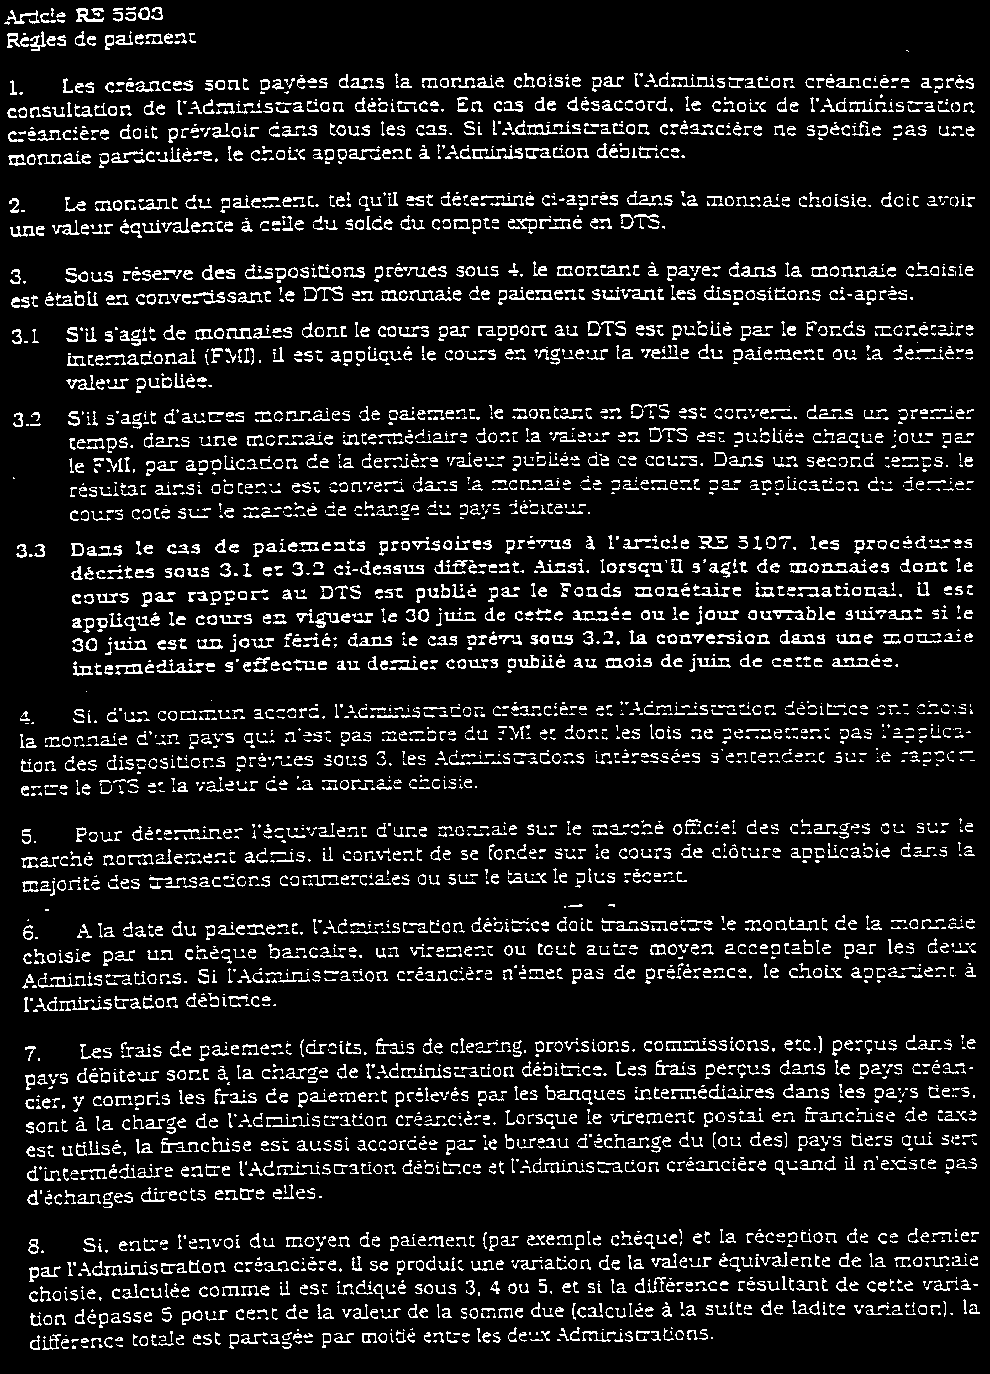 Article RE 5503
Règles de paiement
1. Les créances sont payées dans la monnaie choisie par l'Administration créancière après
consultation de l'Administration débitrice. En cas de désaccord, le choix de l'Administration
créancière doit prévaloir dans tous les cas. Si l'Administration créancière ne spécifie pas une
monnaie particulière, le choix appartient à l'Administration débitrice.
2. Le montant du paiement, tel qu'il est déterminé ci-après dans la monnaie choisie, doit avoir
une valeur équivalente à celle du solde du compte exprimé en DTS.
3. Sous réserve des dispositions prévues sous 4, le montant à payer dans la monnaie choisie
est établi en convertissant le DTS en monnaie de paiement suivant les dispositions ci-après.
3.1 S'il s'agit de monnaies dont le cours par rapport au DTS est publié par le Fonds monétaire
international (FMI), il est appliqué le cours en vigueur la veille du paiement ou la dernière
valeur publiée.
3.2 S'il s'agit d'autres monnaies de paiement, le montant en DTS est converti, dans un premier
temps, dans une monnaie intermédiaire dont la valeur en DTS est publiée chaque jour par
le FMI, par application de la dernière valeur publiée de ce cours. Dans un second temps, le
résultat ainsi obtenu est converti dans la monnaie de paiement par application du dernier
cours coté sur le marché de change du pays débiteur.
3.3 Dans le cas de paiements provisoires prévus à l'article RE 5107, les procédures
décrites sous 3.1 et 3.2 ci-dessus diffèrent. Ainsi, lorsqu'il s'agit de monnaies dont le
cours par rapport au DTS est publié par le Fonds monétaire international, il est
appliqué le cours en vigueur le 30 juin de cette année ou le jour ouvrable suivant si le
30 juin est un jour férié; dans le cas prévu sous 3.2, la conversion dans une monnaie
intermédiaire s'effectue au dernier cours publié au mois de juin de cette année.
4. Si, d'un commun accord, l'Administration créancière et l'Administration débitrice ont choisi
la monnaie d'un pays qui n'est pas membre du FMI et dont les lois ne permettent pas l'applica-
tion des dispositions prévues sous 3, les Administrations intéressées s'entendent sur le rapport
entre le DTS et la valeur de la monnaie choisie.
5. Pour déterminer l'équivalent d'une monnaie sur le marché officiel des changes ou sur le
marché normalement admis, il convient de se fonder sur le cours de clôture applicable dans la
majorité des transactions commerciales ou sur le taux le plus récent.
6. A la date du paiement, l'Administration débitrice doit transmettre le montant de la monnaie
choisie par un chèque bancaire, un virement ou tout autre moyen acceptable par les deux
Administrations. Si l'Administration créancière n'émet pas de préférence, le choix appartient à
l'Administration débitrice.
7. Les frais de paiement (droits, frais de clearing, provisions, commissions, etc.) perçus dans le
pays débiteur sont à la charge de l'Administration débitrice. Les frais perçus dans le pays créan-
cier, y compris les frais de paiement prélevés par les banques intermédiaires dans les pays tiers,
sont à la charge de l'Administration créancière. Lorsque le virement postal en franchise de taxe
est utilisé, la franchise est aussi accordée par le bureau d'échange du (ou des) pays tiers qui sert
d'intermédiaire entre l'Administration débitrice et l'Administration créancière quand il n'existe pas
d'échanges directs entre elles.
8. Si, entre l'envoi du moyen de paiement (par exemple chèque) et la réception de ce dernier
par l'Administration créancière, il se produit une variation de la valeur équivalente de la monnaie
choisie, calculée comme il est indiqué sous 3, 4 ou 5, et si la différence résultant de cette varia-
tion dépasse 5 pour cent de la valeur de la somme due (calculée à la suite de ladite variation), la
différence totale est partagée par moitié entre les deux Administrations.